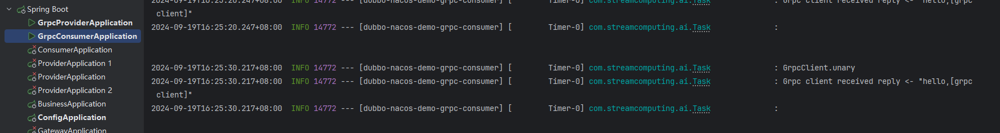 Spring Boot
GrpcProviderApplication
GrpcConsumerApplication
ConsumerApplication
ProviderApplication 1
ProviderApplication
ProviderApplication 2
BusinessApplication
ConfigApplication
GatewayApplication
2024-09-19T16:25:20.247+08:00 INFO 14772 --- [dubbo-nacos-demo-grpc-consumer] [ Timer-0] com.streamcomputing.ai.Task : Grpc client received reply <- "hello,[grpc
client]"
2024-09-19T16:25:20.247+08:00 INFO 14772 --- [dubbo-nacos-demo-grpc-consumer] [ Timer-0] com.streamcomputing.ai.Task :
2024-09-19T16:25:30.217+08:00 INFO 14772 --- [dubbo-nacos-demo-grpc-consumer] [ Timer-0] com.streamcomputing.ai.Task : GrpcClient.unary
2024-09-19T16:25:30.217+08:00 INFO 14772 --- [dubbo-nacos-demo-grpc-consumer] [ Timer-0] com.streamcomputing.ai.Task : Grpc client received reply <- "hello,[grpc
client]"
2024-09-19T16:25:30.217+08:00 INFO 14772 --- [dubbo-nacos-demo-grpc-consumer] [ Timer-0] com.streamcomputing.ai.Task :